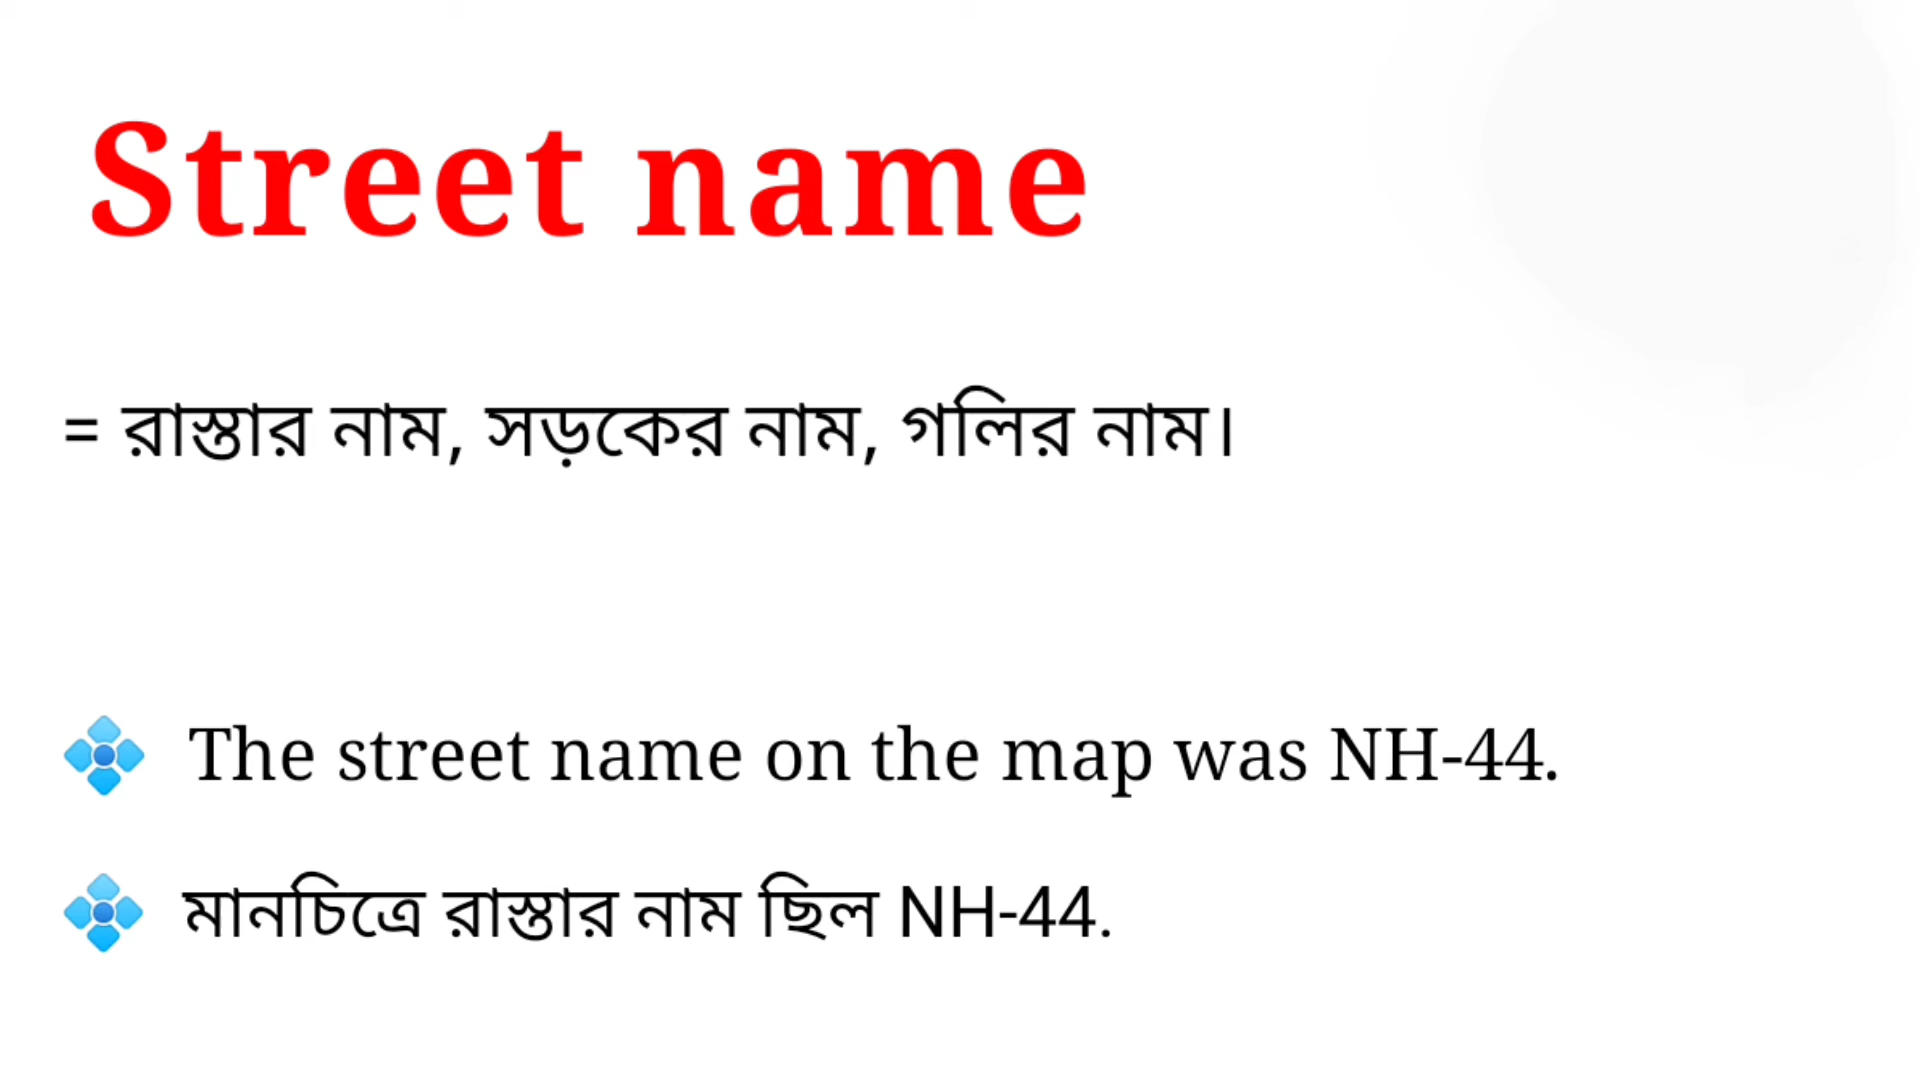 Street name
= রাস্তার নাম, সড়কের নাম, গলির নাম।
The street name on the map was NH-44.
মানচিত্রে রাস্তার নাম ছিল NH-44.